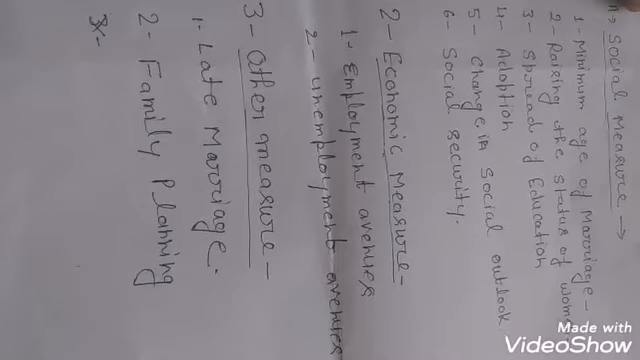 Social Measure →
1- Minimum age of Marriage-
2- Raising the status of wom
3- Spread of Education
4- Adoption
5- Change in Social outlook
6- Social Security.
2- Economic Measure-
1- Employment avenues
2- unemployment avenues
3- Other measure-
1. Late Marriage.
2- Family Planning
3-
Made with
VideoShow